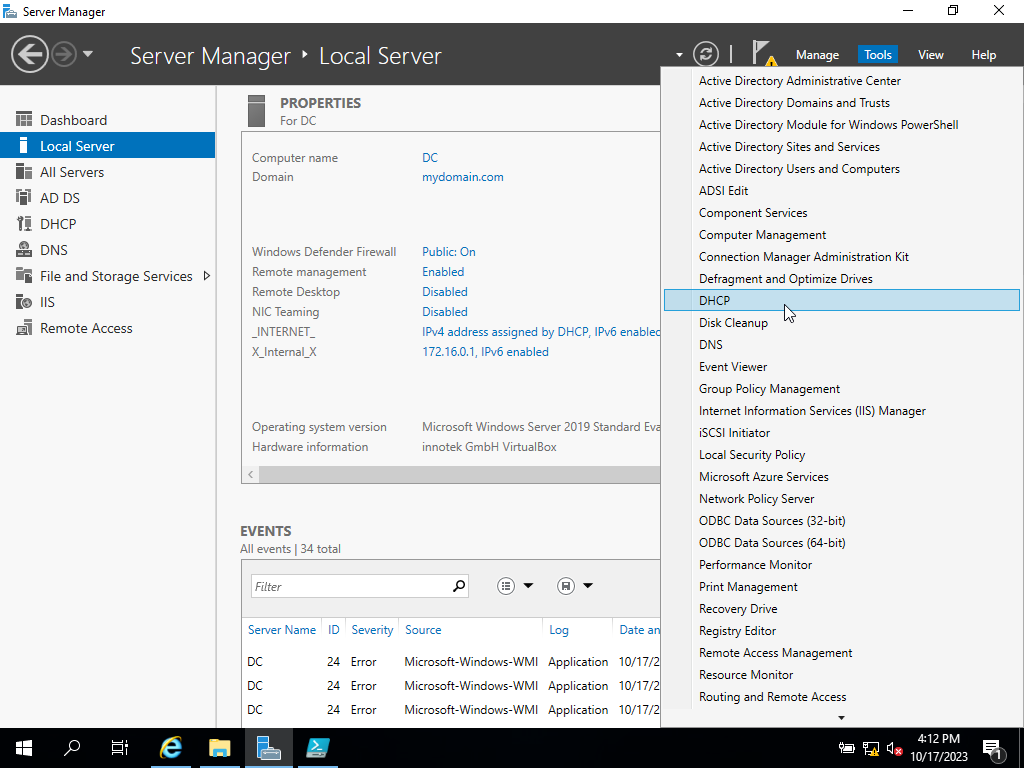 Server Manager
Server Manager ‣ Local Server
Manage Tools View Help
Dashboard
Local Server
All Servers
AD DS
DHCP
DNS
File and Storage Services
IIS
Remote Access
PROPERTIES
For DC
Computer name DC
Domain mydomain.com
Windows Defender Firewall Public: On
Remote management Enabled
Remote Desktop Disabled
NIC Teaming Disabled
_INTERNET_ IPv4 address assigned by DHCP, IPv6 enabled
X_Internal_X 172.16.0.1, IPv6 enabled
Operating system version Microsoft Windows Server 2019 Standard Eva
Hardware information innotek GmbH VirtualBox
EVENTS
All events | 34 total
Filter
Server Name ID Severity Source Log Date an
DC 24 Error Microsoft-Windows-WMI Application 10/17/2
DC 24 Error Microsoft-Windows-WMI Application 10/17/2
DC 24 Error Microsoft-Windows-WMI Application 10/17/2
Active Directory Administrative Center
Active Directory Domains and Trusts
Active Directory Module for Windows PowerShell
Active Directory Sites and Services
Active Directory Users and Computers
ADSI Edit
Component Services
Computer Management
Connection Manager Administration Kit
Defragment and Optimize Drives
DHCP
Disk Cleanup
DNS
Event Viewer
Group Policy Management
Internet Information Services (IIS) Manager
iSCSI Initiator
Local Security Policy
Microsoft Azure Services
Network Policy Server
ODBC Data Sources (32-bit)
ODBC Data Sources (64-bit)
Performance Monitor
Print Management
Recovery Drive
Registry Editor
Remote Access Management
Resource Monitor
Routing and Remote Access
4:12 PM
10/17/2023
1